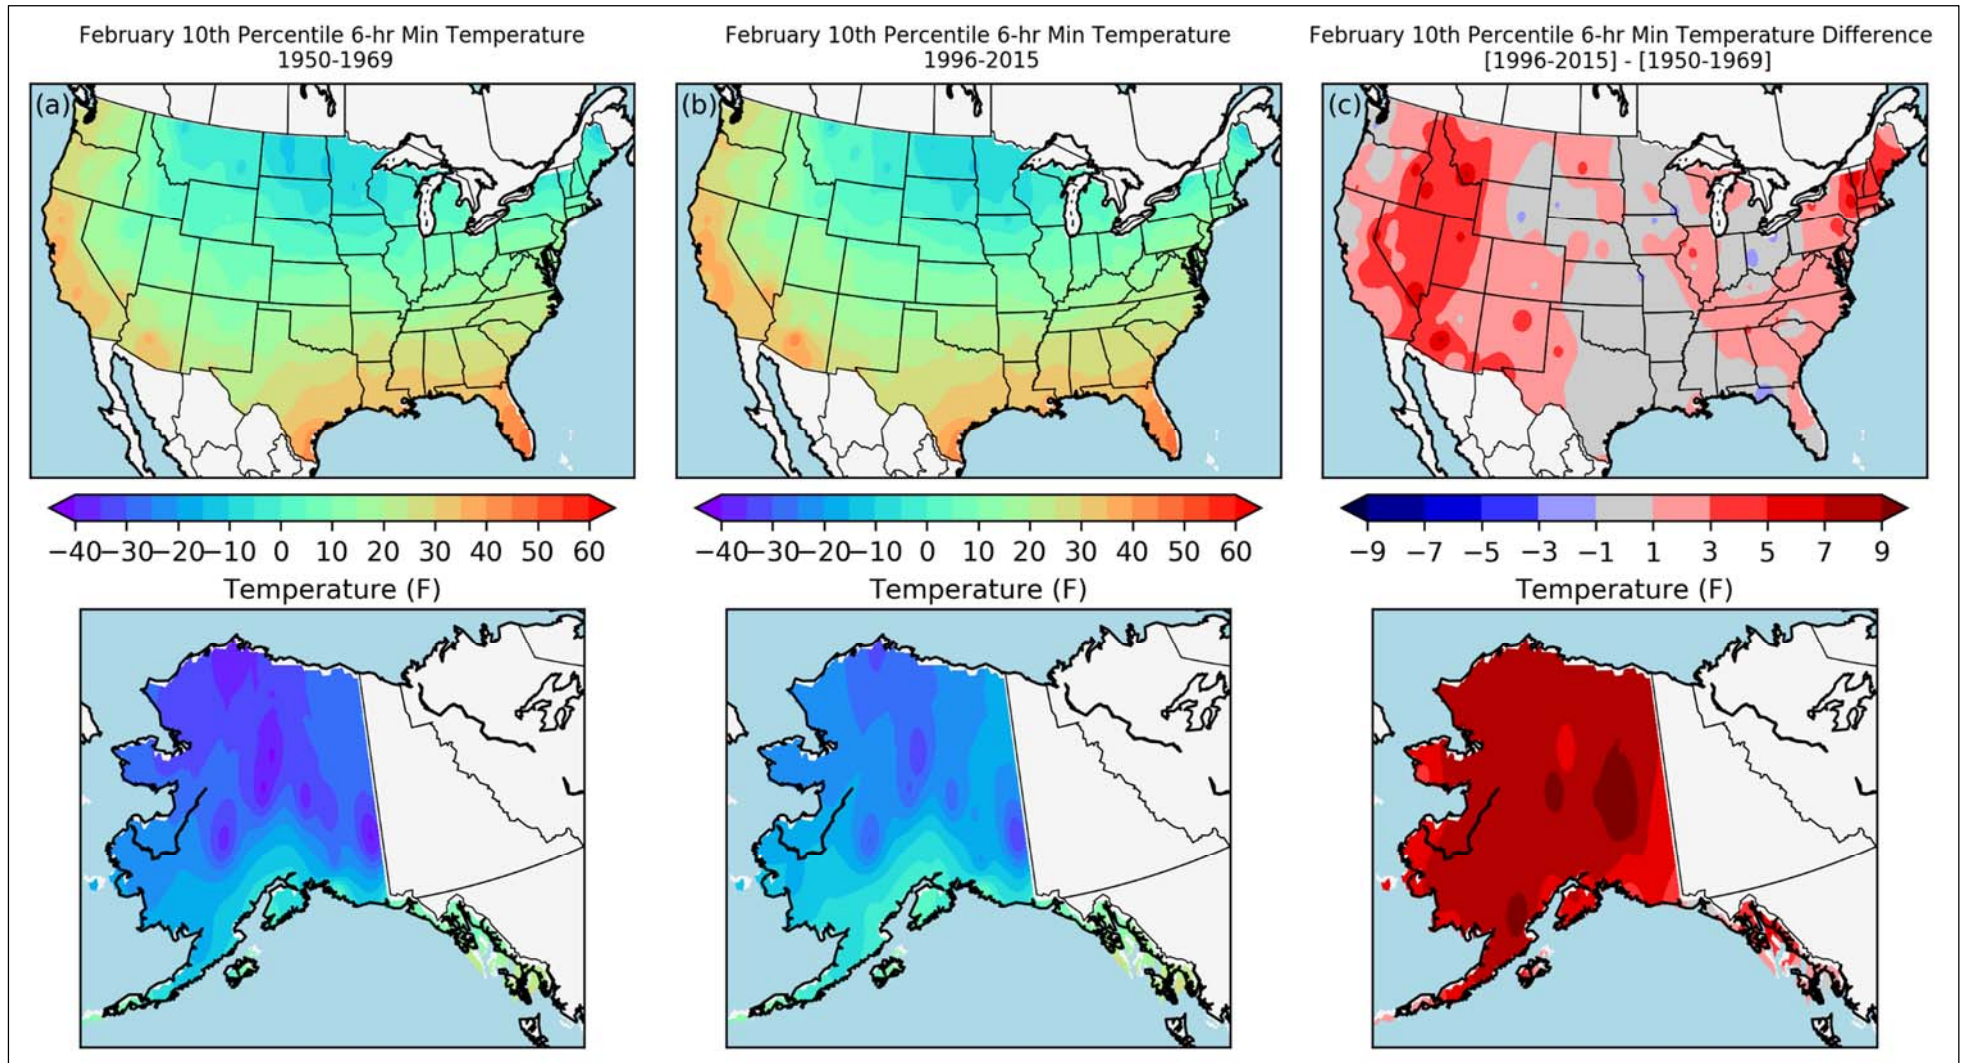 February 10th Percentile 6-hr Min Temperature
1950-1969
(a)
−40 −30 −20 −10 0 10 20 30 40 50 60
Temperature (F)
February 10th Percentile 6-hr Min Temperature
1996-2015
(b)
−40 −30 −20 −10 0 10 20 30 40 50 60
Temperature (F)
February 10th Percentile 6-hr Min Temperature Difference
[1996-2015] - [1950-1969]
(c)
−9 −7 −5 −3 −1 1 3 5 7 9
Temperature (F)